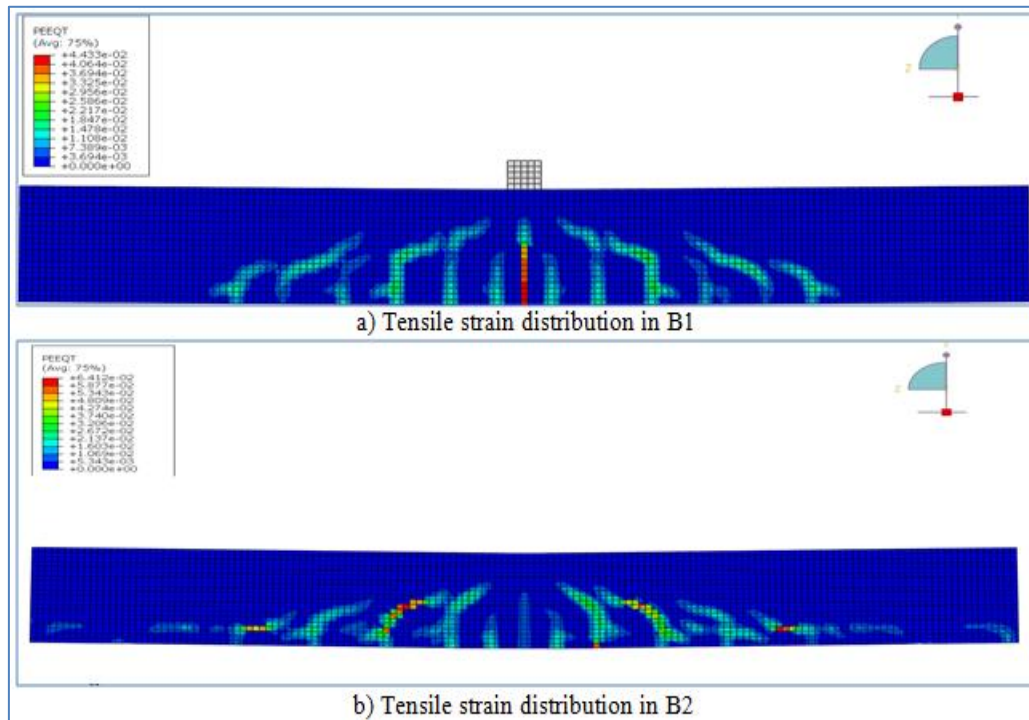 PEEQT
(Avg: 75%)
+4.433e-02
+4.064e-02
+3.694e-02
+3.325e-02
+2.956e-02
+2.586e-02
+2.217e-02
+1.847e-02
+1.478e-02
+1.108e-02
+7.389e-03
+3.694e-03
+0.000e+00
Z
a) Tensile strain distribution in B1
PEEQT
(Avg: 75%)
+6.412e-02
+5.877e-02
+5.343e-02
+4.809e-02
+4.274e-02
+3.740e-02
+3.206e-02
+2.672e-02
+2.137e-02
+1.603e-02
+1.069e-02
+5.343e-03
+0.000e+00
Z
b) Tensile strain distribution in B2